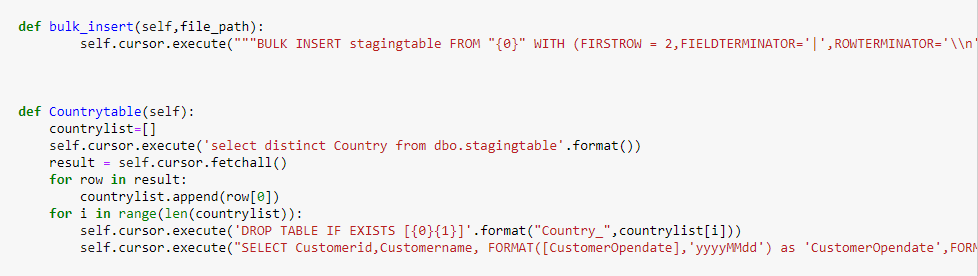 def bulk_insert(self,file_path):
        self.cursor.execute("""BULK INSERT stagingtable FROM "{0}" WITH (FIRSTROW = 2,FIELDTERMINATOR='|',ROWTERMINATOR='\\n'
def Countrytable(self):
    countrylist=[]
    self.cursor.execute('select distinct Country from dbo.stagingtable'.format())
    result = self.cursor.fetchall()
    for row in result:
        countrylist.append(row[0])
    for i in range(len(countrylist)):
        self.cursor.execute('DROP TABLE IF EXISTS [{0}{1}]'.format("Country_",countrylist[i]))
        self.cursor.execute("SELECT Customerid,Customername, FORMAT([CustomerOpendate],'yyyyMMdd') as 'CustomerOpendate',FORM